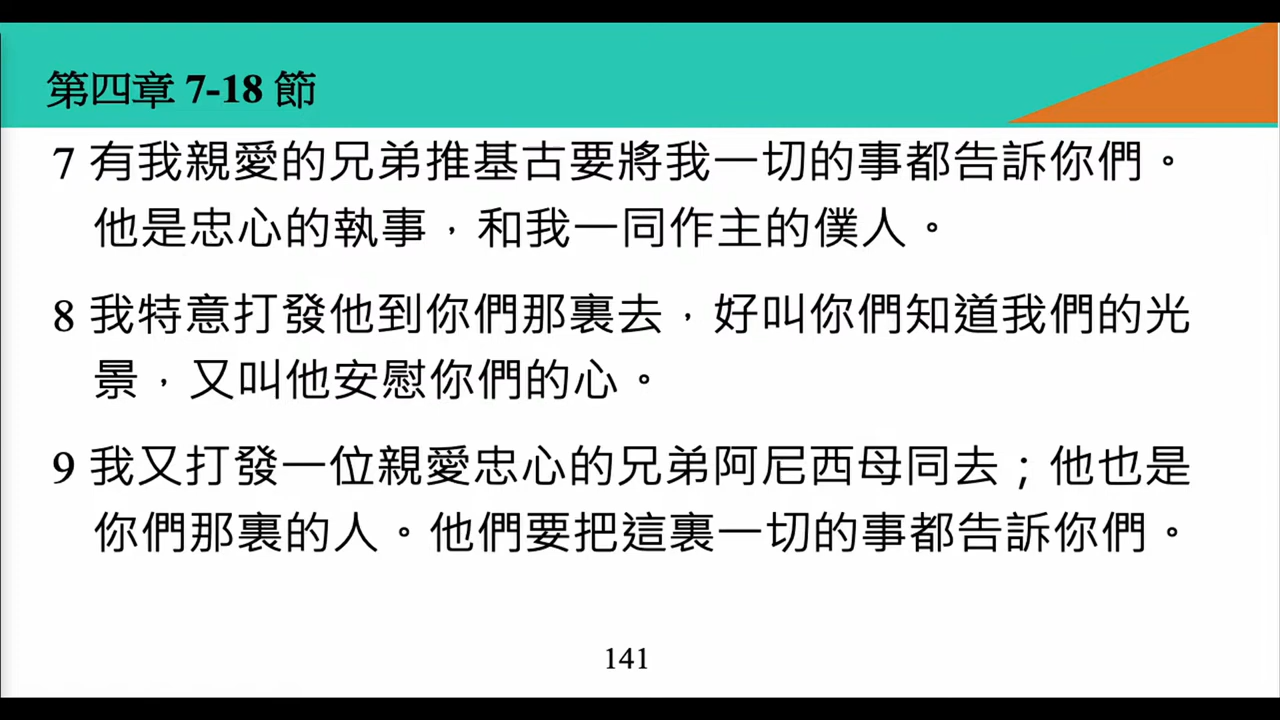 第四章 7-18 節
7 有我親愛的兄弟推基古要將我一切的事都告訴你們。
他是忠心的執事，和我一同作主的僕人。
8 我特意打發他到你們那裏去，好叫你們知道我們的光
景，又叫他安慰你們的心。
9 我又打發一位親愛忠心的兄弟阿尼西母同去；他也是
你們那裏的人。他們要把這裏一切的事都告訴你們。
141